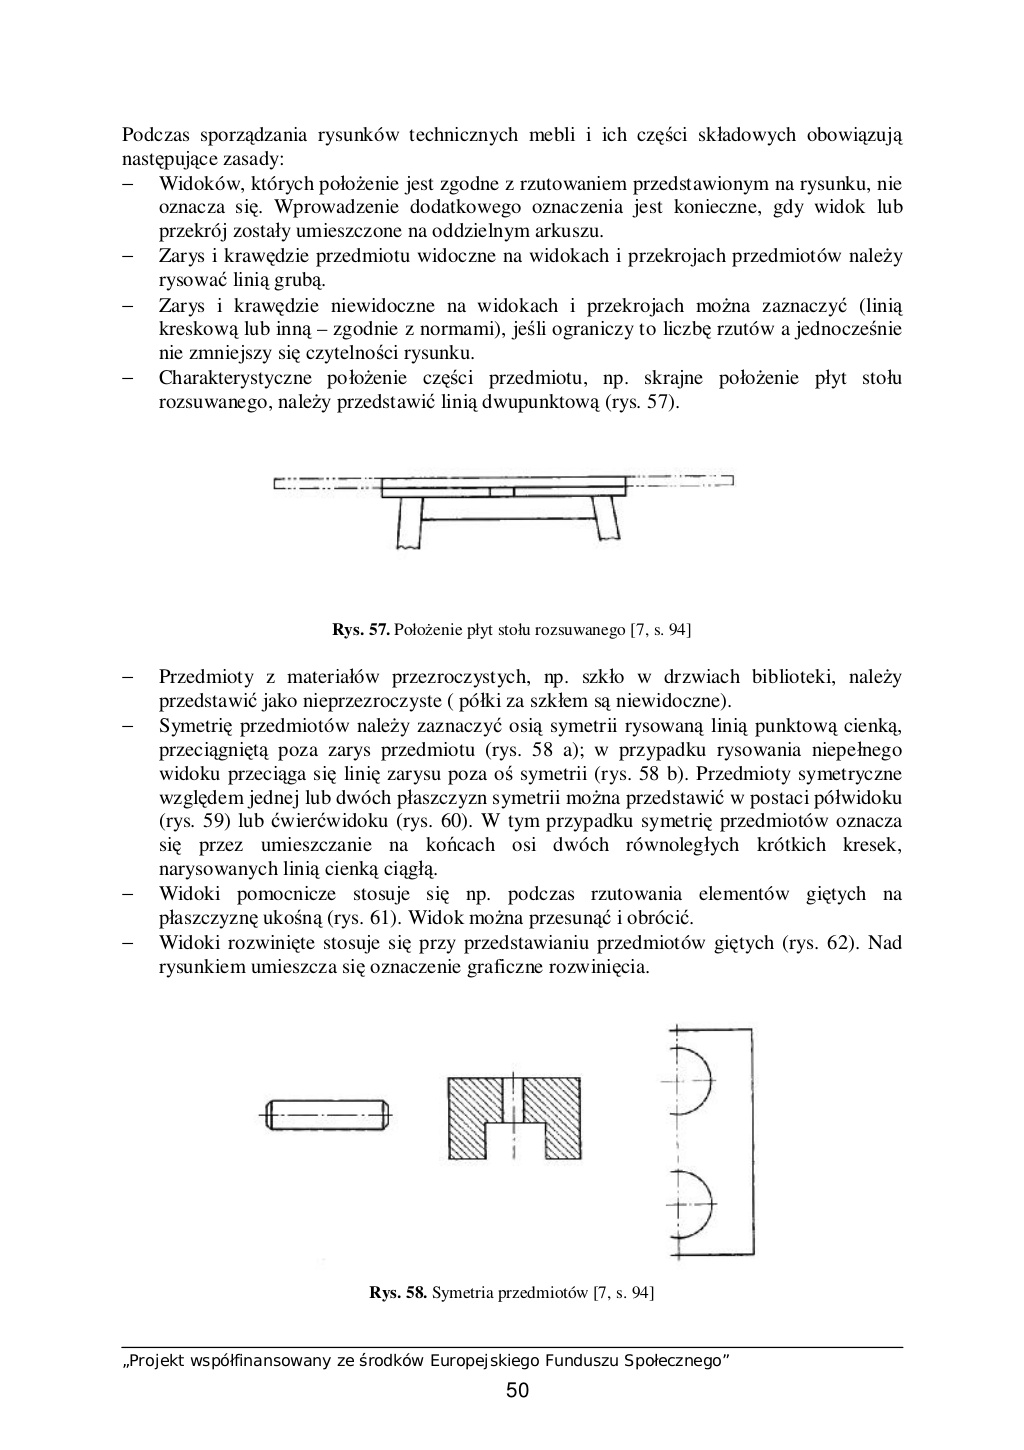 Podczas sporządzania rysunków technicznych mebli i ich części składowych obowiązują
następujące zasady:
– Widoków, których położenie jest zgodne z rzutowaniem przedstawionym na rysunku, nie
oznacza się. Wprowadzenie dodatkowego oznaczenia jest konieczne, gdy widok lub
przekrój zostały umieszczone na oddzielnym arkuszu.
– Zarys i krawędzie przedmiotu widoczne na widokach i przekrojach przedmiotów należy
rysować linią grubą.
– Zarys i krawędzie niewidoczne na widokach i przekrojach można zaznaczyć (linią
kreskową lub inną – zgodnie z normami), jeśli ograniczy to liczbę rzutów a jednocześnie
nie zmniejszy się czytelności rysunku.
– Charakterystyczne położenie części przedmiotu, np. skrajne położenie płyt stołu
rozsuwanego, należy przedstawić linią dwupunktową (rys. 57).
Rys. 57. Położenie płyt stołu rozsuwanego [7, s. 94]
– Przedmioty z materiałów przezroczystych, np. szkło w drzwiach biblioteki, należy
przedstawić jako nieprzezroczyste ( półki za szkłem są niewidoczne).
– Symetrię przedmiotów należy zaznaczyć osią symetrii rysowaną linią punktową cienką,
przeciągniętą poza zarys przedmiotu (rys. 58 a); w przypadku rysowania niepełnego
widoku przeciąga się linię zarysu poza oś symetrii (rys. 58 b). Przedmioty symetryczne
względem jednej lub dwóch płaszczyzn symetrii można przedstawić w postaci półwidoku
(rys. 59) lub ćwierćwidoku (rys. 60). W tym przypadku symetrię przedmiotów oznacza
się przez umieszczanie na końcach osi dwóch równoległych krótkich kresek,
narysowanych linią cienką ciągłą.
– Widoki pomocnicze stosuje się np. podczas rzutowania elementów giętych na
płaszczyznę ukośną (rys. 61). Widok można przesunąć i obrócić.
– Widoki rozwinięte stosuje się przy przedstawianiu przedmiotów giętych (rys. 62). Nad
rysunkiem umieszcza się oznaczenie graficzne rozwinięcia.
Rys. 58. Symetria przedmiotów [7, s. 94]
„Projekt współfinansowany ze środków Europejskiego Funduszu Społecznego”
50